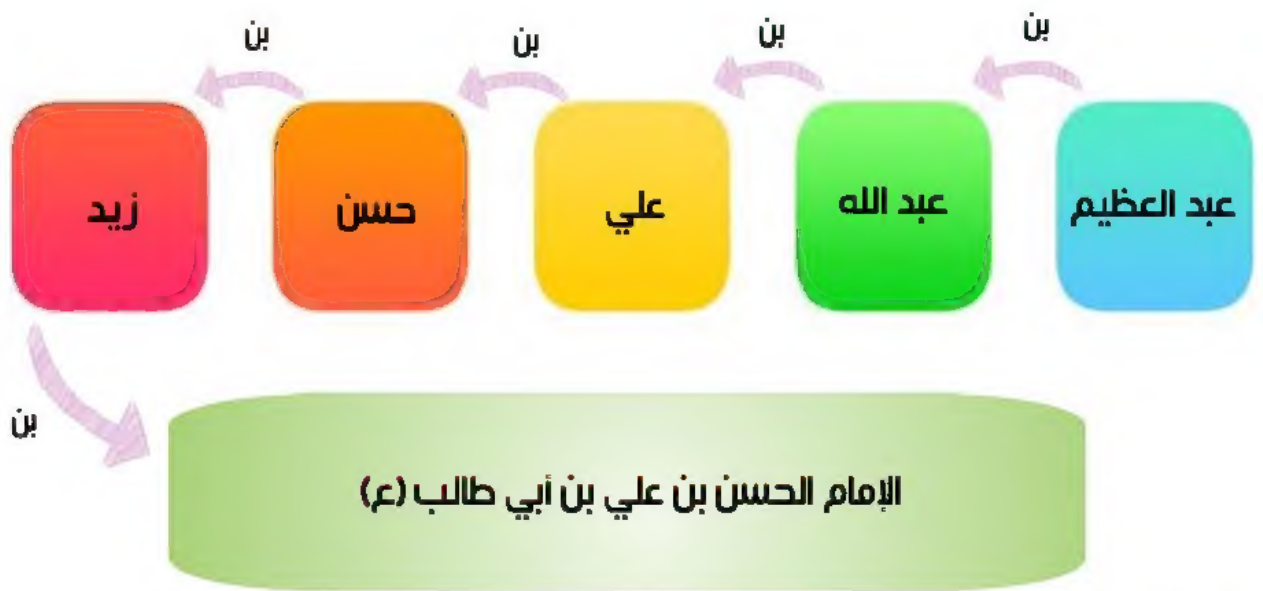 بن بن بن بن
عبد العظيم عبد الله علي حسن زيد
بن
الإمام الحسن بن علي بن أبي طالب (ع)